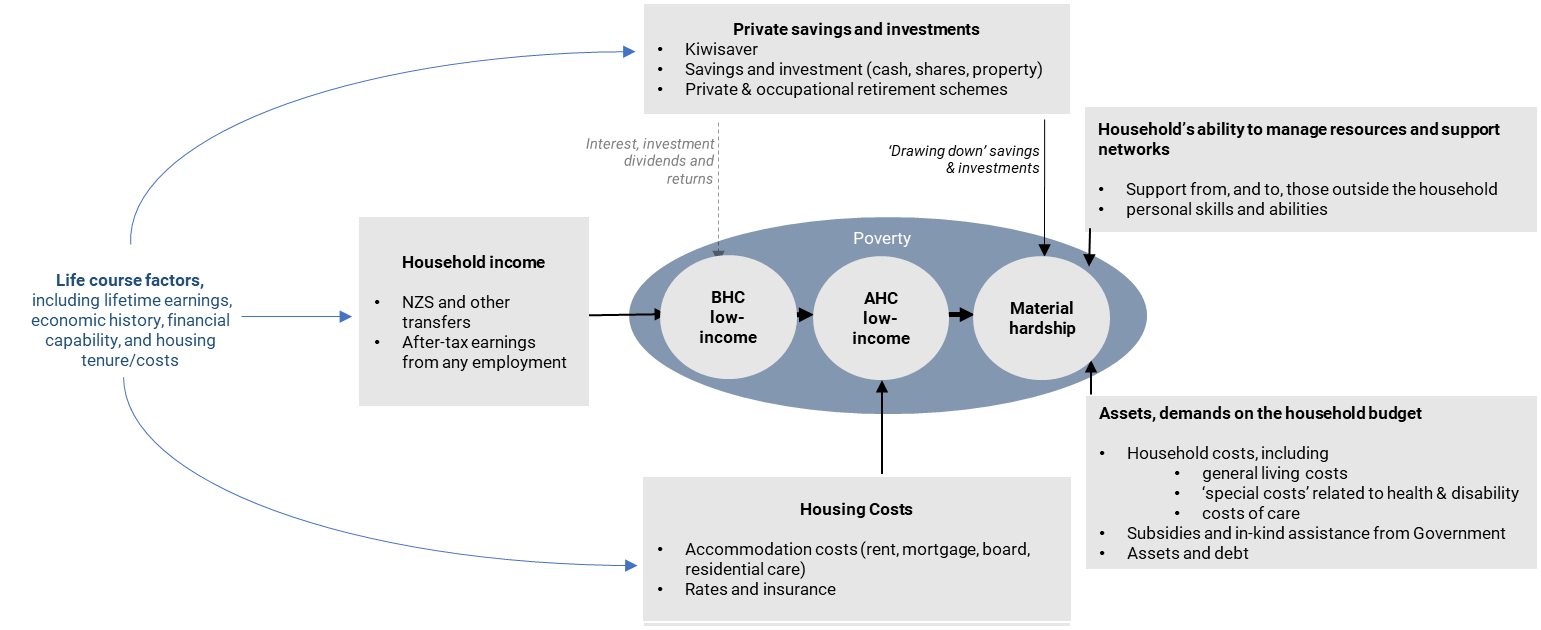 Private savings and investments
• Kiwisaver
• Savings and investment (cash, shares, property)
• Private & occupational retirement schemes
Interest, investment
dividends and
returns
‘Drawing down’ savings
& investments
Household’s ability to manage resources and support
networks
• Support from, and to, those outside the household
• personal skills and abilities
Life course factors,
including lifetime earnings,
economic history, financial
capability, and housing
tenure/costs
Household income
• NZS and other
transfers
• After-tax earnings
from any employment
Poverty
BHC
low-
income
AHC
low-
income
Material
hardship
Housing Costs
• Accommodation costs (rent, mortgage, board,
residential care)
• Rates and insurance
Assets, demands on the household budget
• Household costs, including
• general living costs
• ‘special costs’ related to health & disability
• costs of care
• Subsidies and in-kind assistance from Government
• Assets and debt